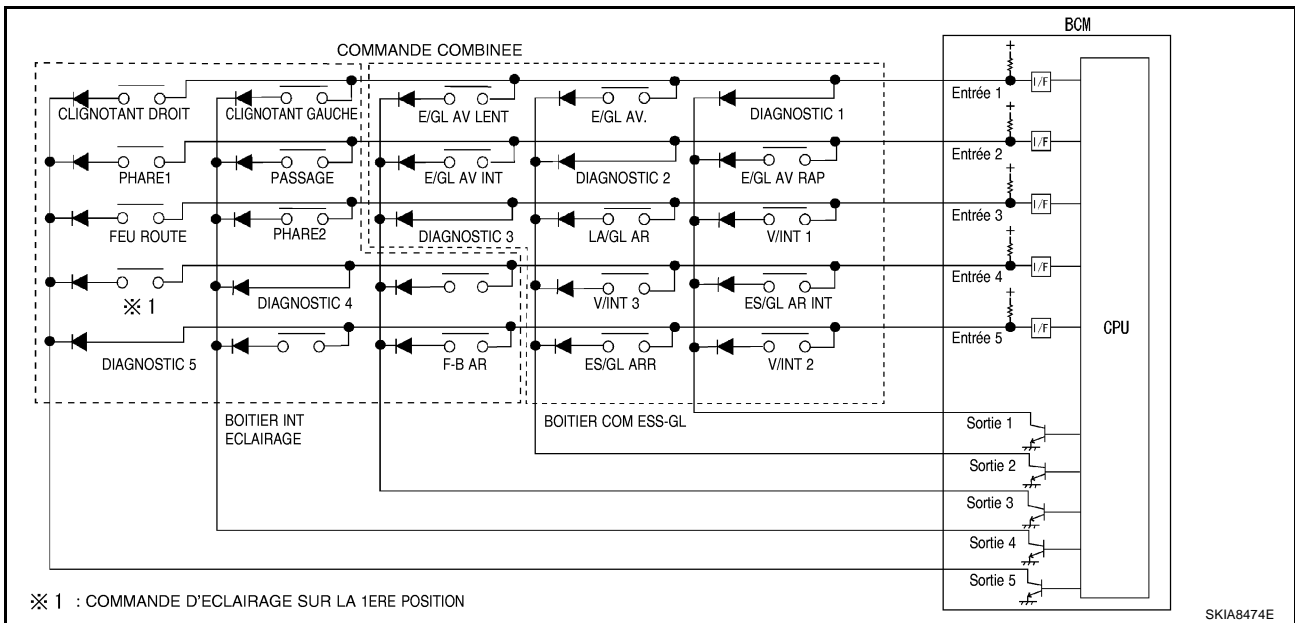 BCM
COMMANDE COMBINEE
CLIGNOTANT DROIT
CLIGNOTANT GAUCHE
E/GL AV LENT
E/GL AV.
DIAGNOSTIC 1
Entrée 1
I/F
PHARE1
PASSAGE
E/GL AV INT
DIAGNOSTIC 2
E/GL AV RAP
Entrée 2
I/F
FEU ROUTE
PHARE2
DIAGNOSTIC 3
LA/GL AR
V/INT 1
Entrée 3
I/F
※ 1
DIAGNOSTIC 4
V/INT 3
ES/GL AR INT
Entrée 4
I/F
DIAGNOSTIC 5
F-B AR
ES/GL ARR
V/INT 2
Entrée 5
I/F
CPU
BOITIER INT
ECLAIRAGE
BOITIER COM ESS-GL
Sortie 1
Sortie 2
Sortie 3
Sortie 4
Sortie 5
※ 1 : COMMANDE D'ECLAIRAGE SUR LA 1ERE POSITION
SKIA8474E